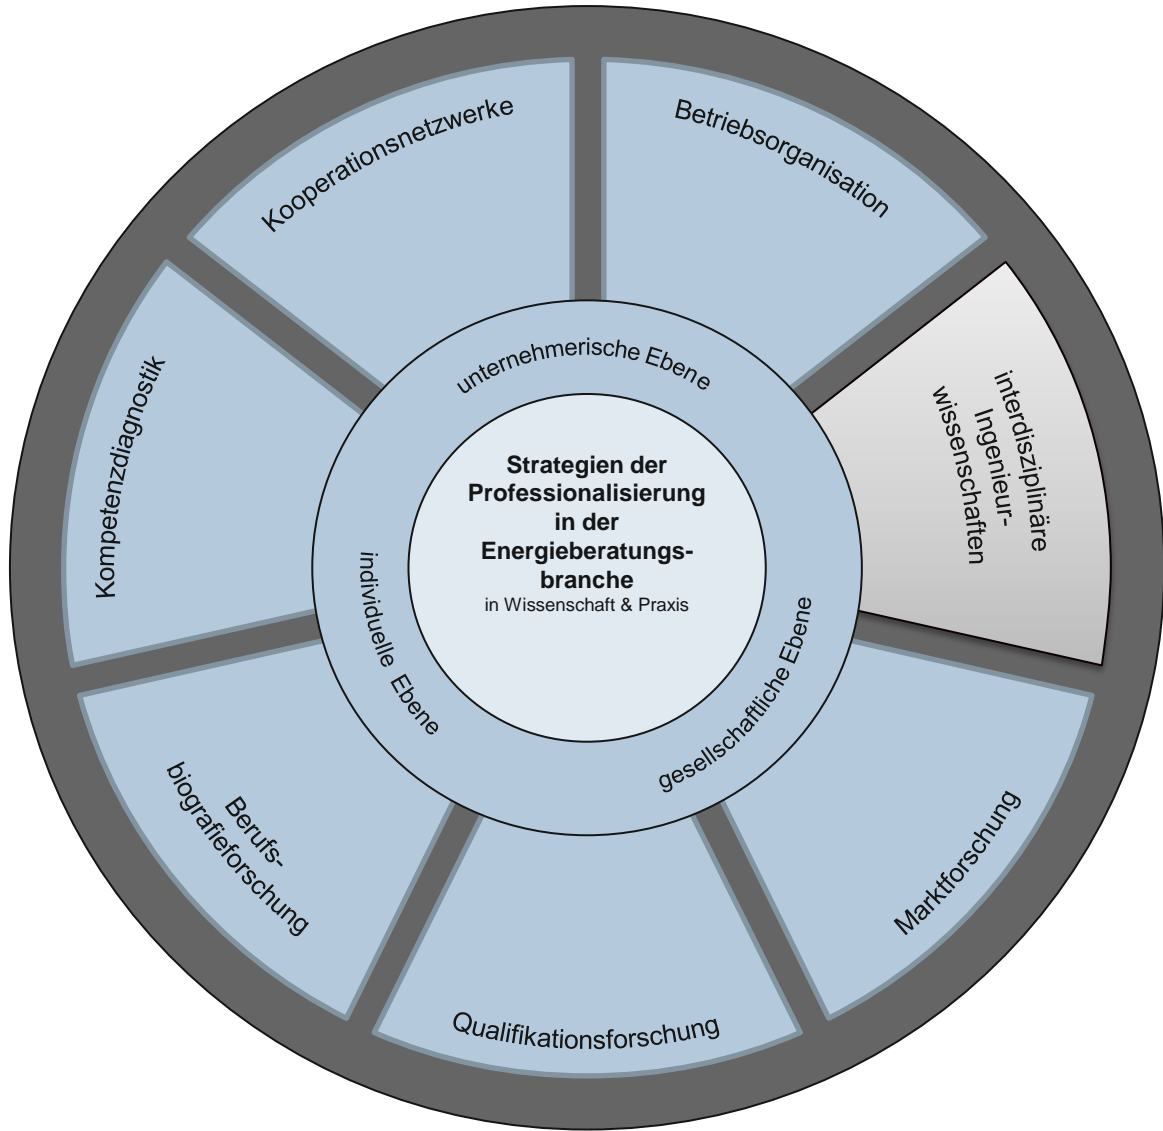 Kooperationsnetzwerke
Betriebsorganisation
interdisziplinäre
Ingenieur-
wissenschaften
Marktforschung
Qualifikationsforschung
Berufs-
biografieforschung
Kompetenzdiagnostik
unternehmerische Ebene
gesellschaftliche Ebene
individuelle Ebene
Strategien der
Professionalisierung
in der
Energieberatungs-
branche
in Wissenschaft & Praxis